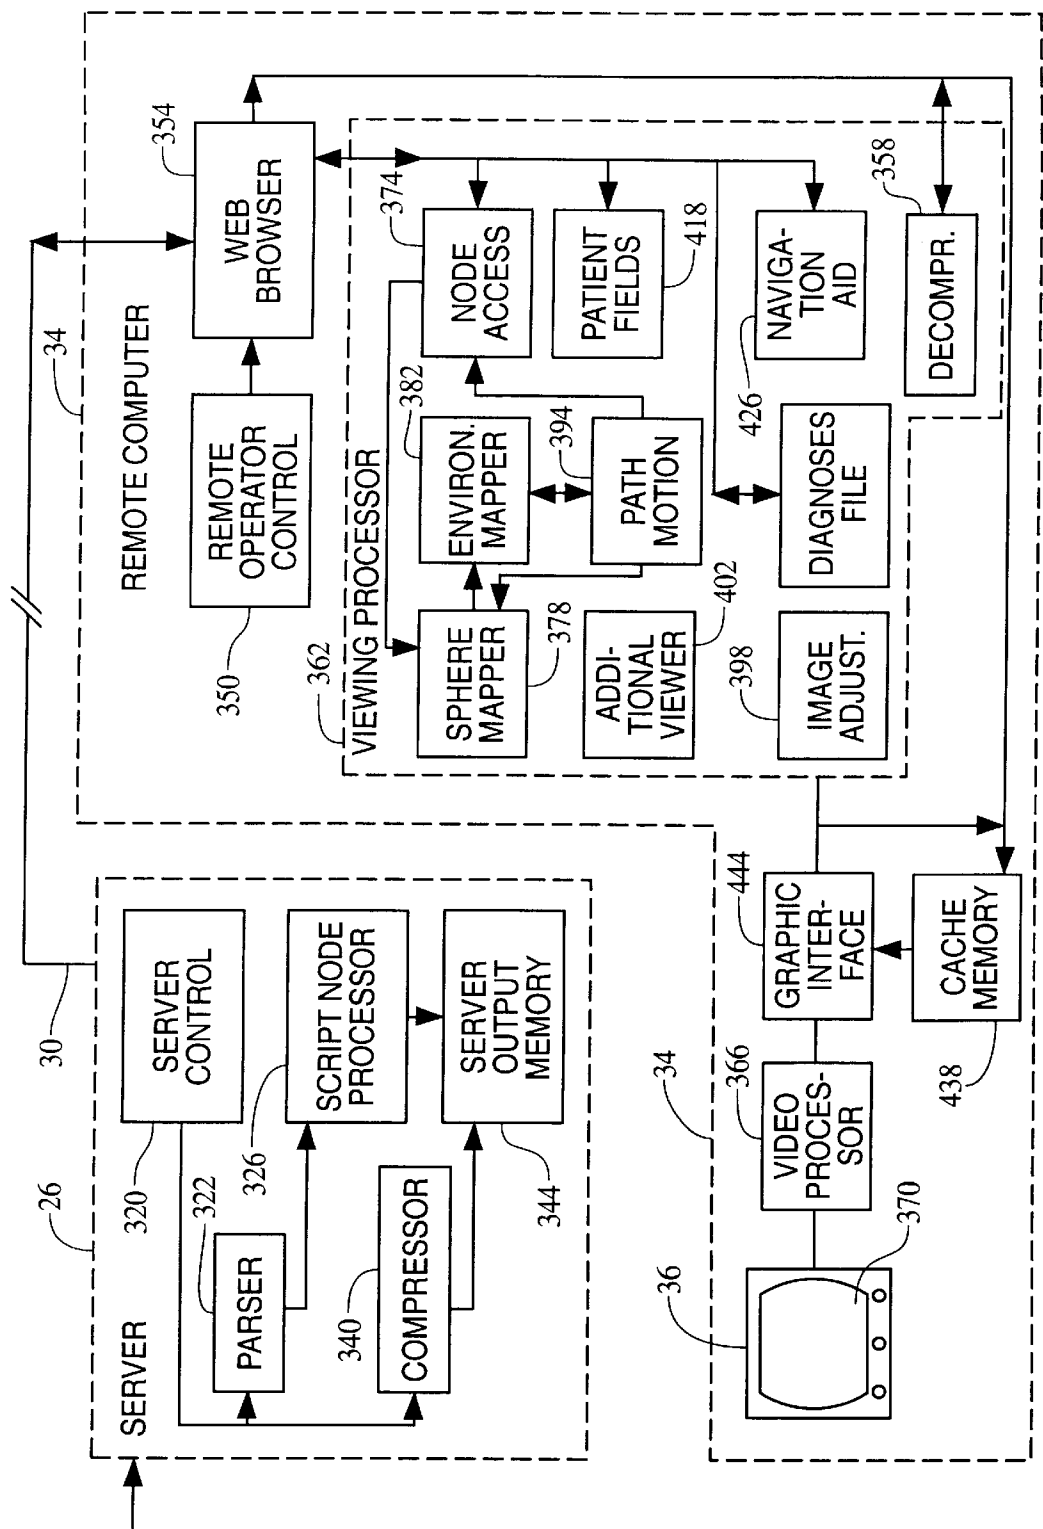 SERVER
26
320
SERVER
CONTROL
30
322
PARSER
326
SCRIPT NODE
PROCESSOR
340
COMPRESSOR
344
SERVER
OUTPUT
MEMORY
34
REMOTE COMPUTER
350
REMOTE
OPERATOR
CONTROL
354
WEB
BROWSER
362
VIEWING PROCESSOR
378
SPHERE
MAPPER
382
ENVIRON.
MAPPER
374
NODE
ACCESS
402
ADDI-
TIONAL
VIEWER
394
PATH
MOTION
418
PATIENT
FIELDS
398
IMAGE
ADJUST.
DIAGNOSES
FILE
426
NAVIGA-
TION
AID
358
DECOMPR.
34
36
370
366
VIDEO
PROCES-
SOR
444
GRAPHIC
INTER-
FACE
438
CACHE
MEMORY